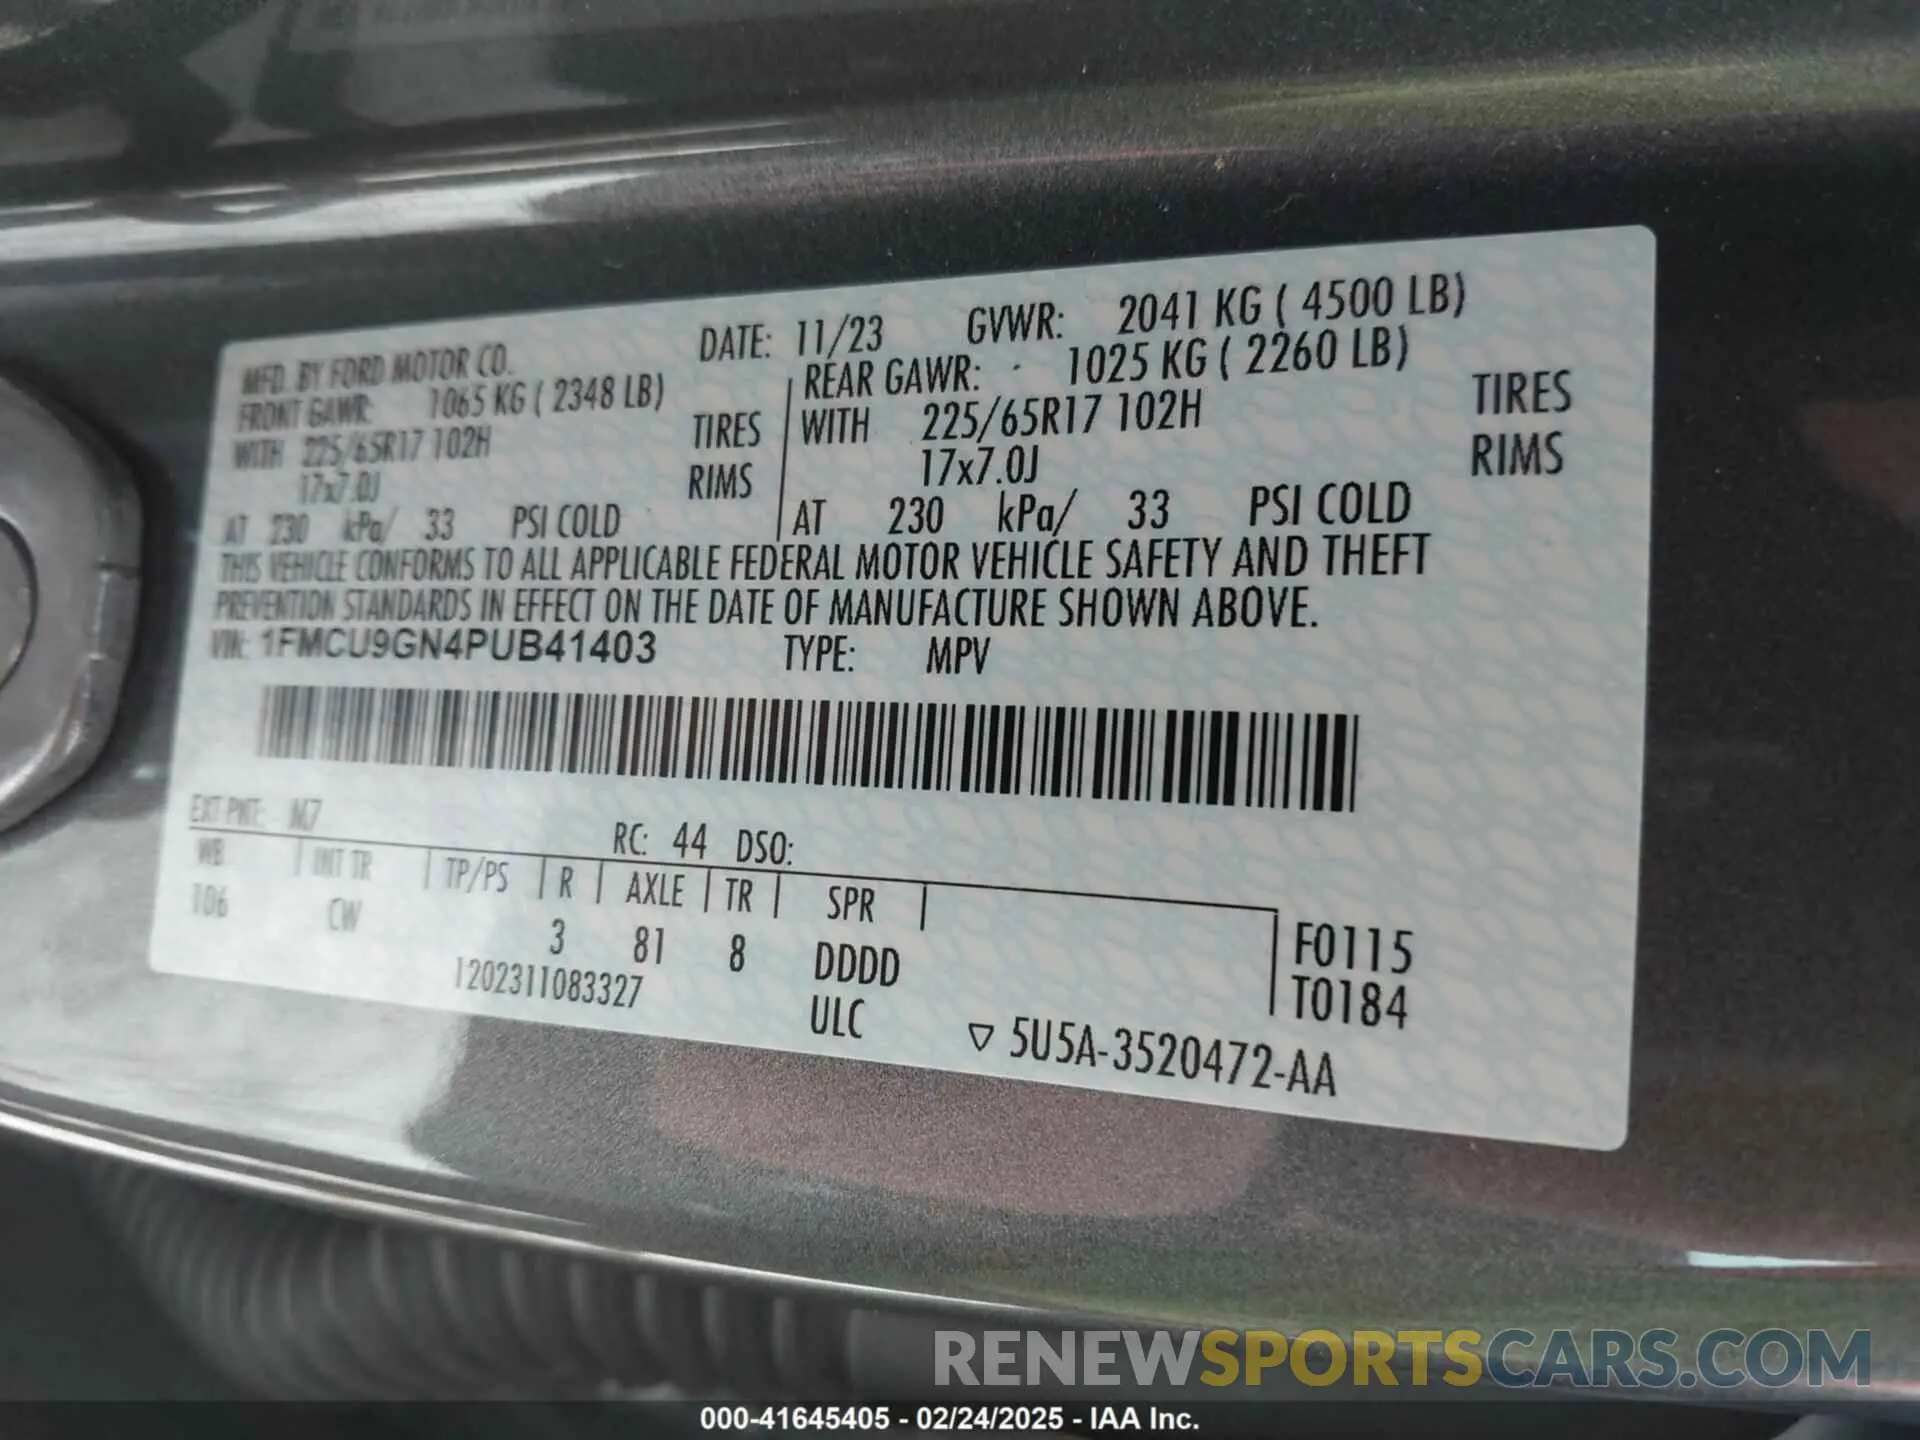 MFD. BY FORD MOTOR CO. DATE: 11/23 GVWR: 2041 KG ( 4500 LB)
FRONT GAWR: 1065 KG ( 2348 LB) REAR GAWR: 1025 KG ( 2260 LB)
WITH 225/65R17 102H TIRES WITH 225/65R17 102H TIRES
17x7.0J RIMS 17x7.0J RIMS
AT 230 kPa/ 33 PSI COLD AT 230 kPa/ 33 PSI COLD
THIS VEHICLE CONFORMS TO ALL APPLICABLE FEDERAL MOTOR VEHICLE SAFETY AND THEFT
PREVENTION STANDARDS IN EFFECT ON THE DATE OF MANUFACTURE SHOWN ABOVE.
VIN: 1FMCU9GN4PUB41403 TYPE: MPV
EXT PNT: M7 RC: 44 DSO:
WB INT TR TP/PS R AXLE TR SPR
106 CW 3 81 8 DDDD F0115
1202311083327 ULC T0184
▽ 5U5A-3520472-AA
RENEWSPORTSCARS.COM
000-41645405 - 02/24/2025 - IAA Inc.